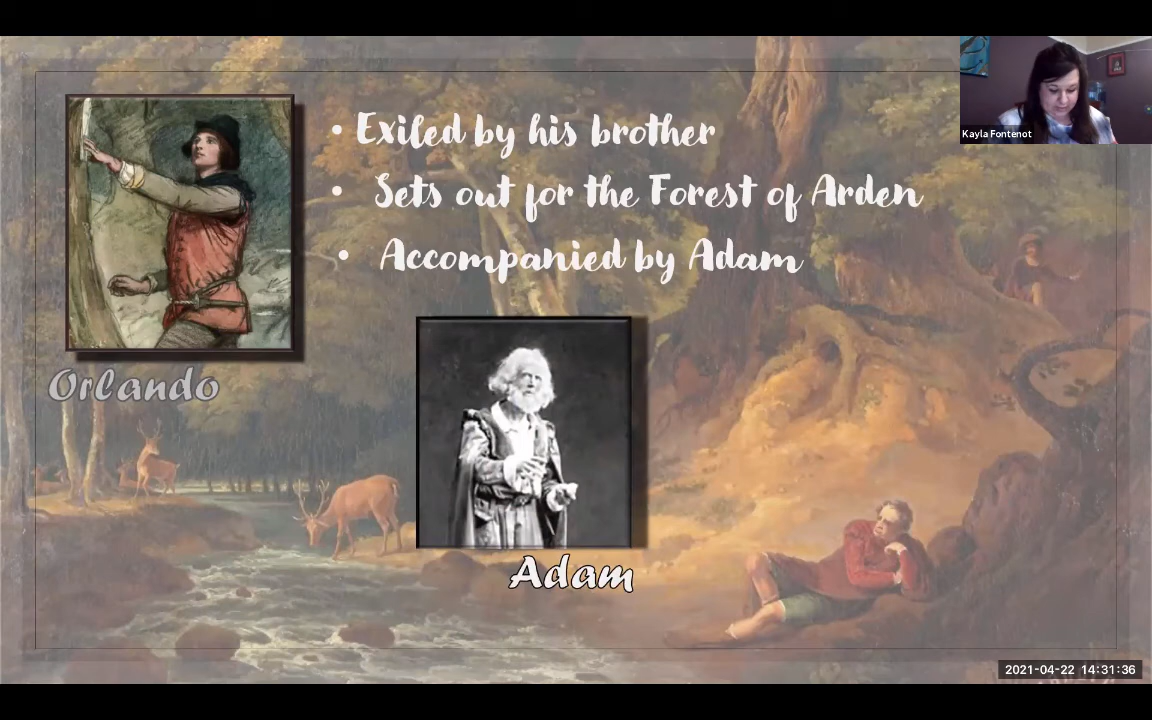 • Exiled by his brother
• Sets out for the Forest of Arden
• Accompanied by Adam
Kayla Fontenot
Orlando
Adam
2021-04-22 14:31:36